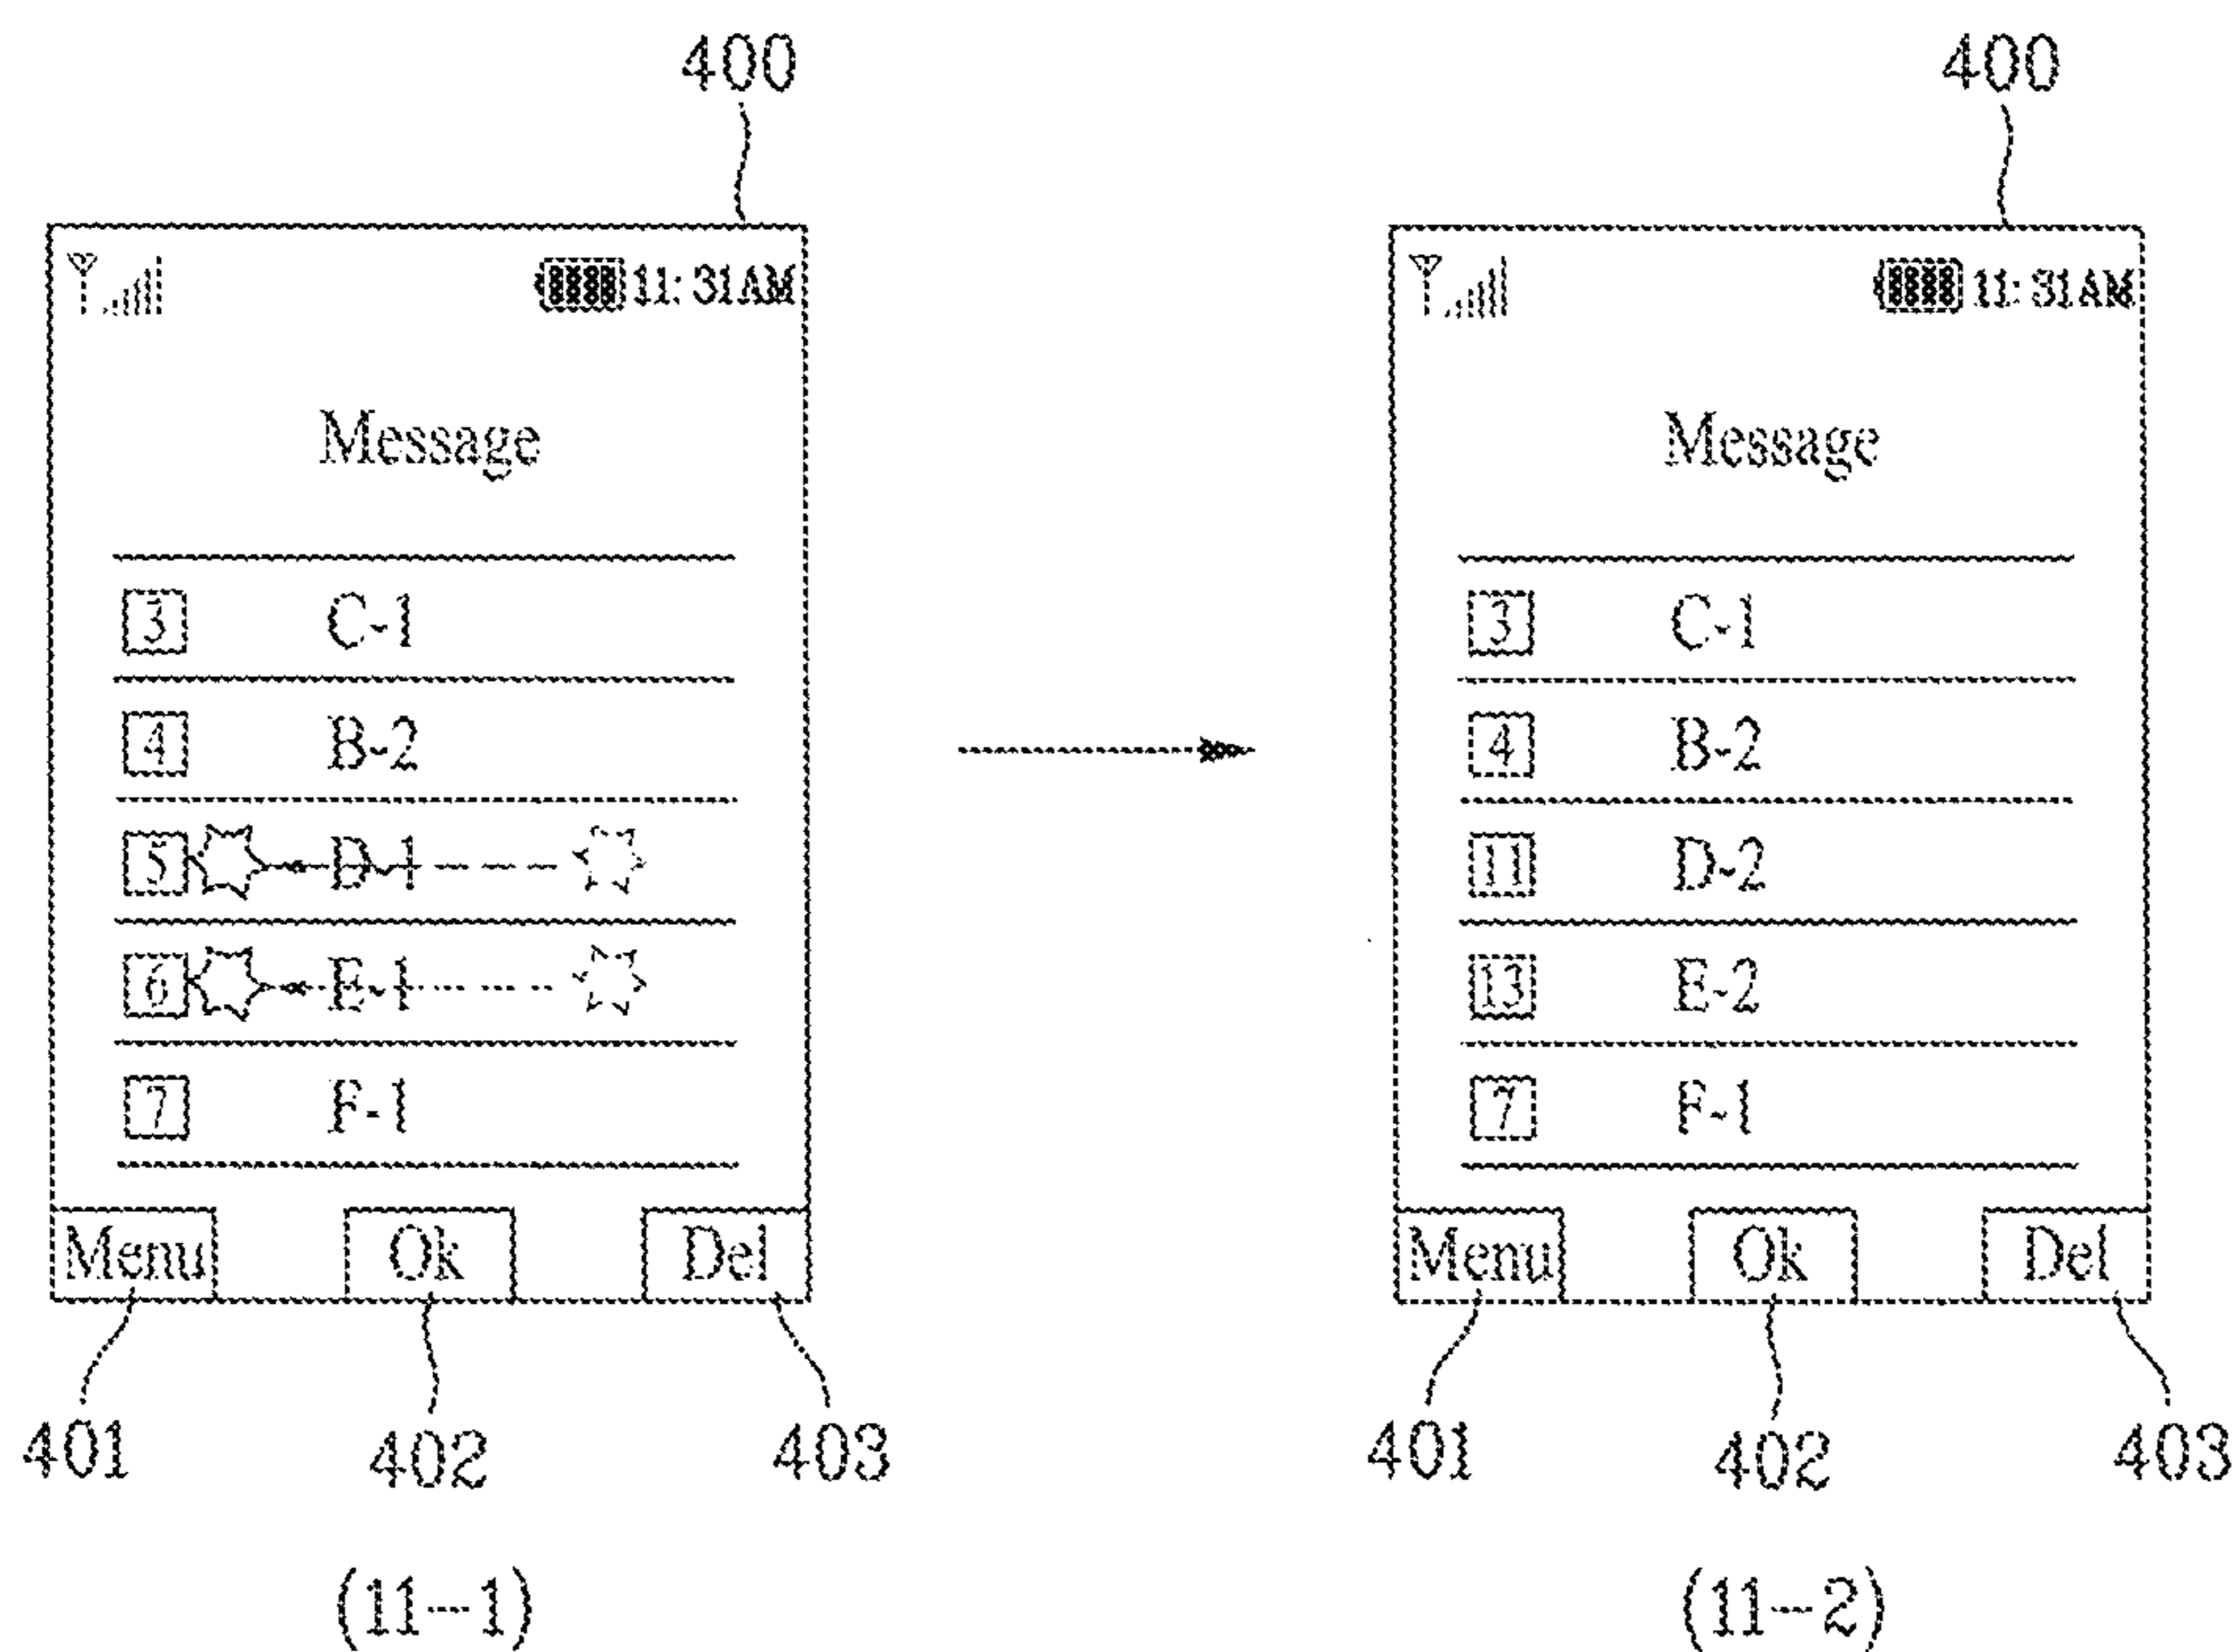 400 400
11:31AM 11:31AM
Message Message
3 C-1 3 C-1
4 B-2 4 B-2
5 D-1 11 D-2
6 E-1 13 E-2
7 F-1 7 F-1
Menu Ok Del Menu Ok Del
401 402 403 401 402 403
(11-1) (11-2)